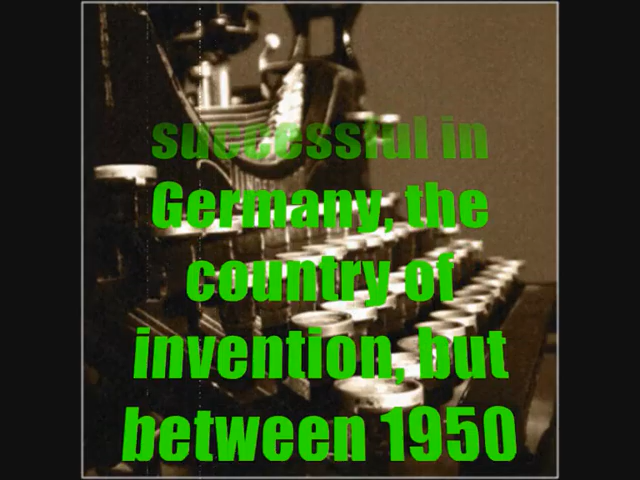 successful in
Germany, the
country of
invention, but
between 1950